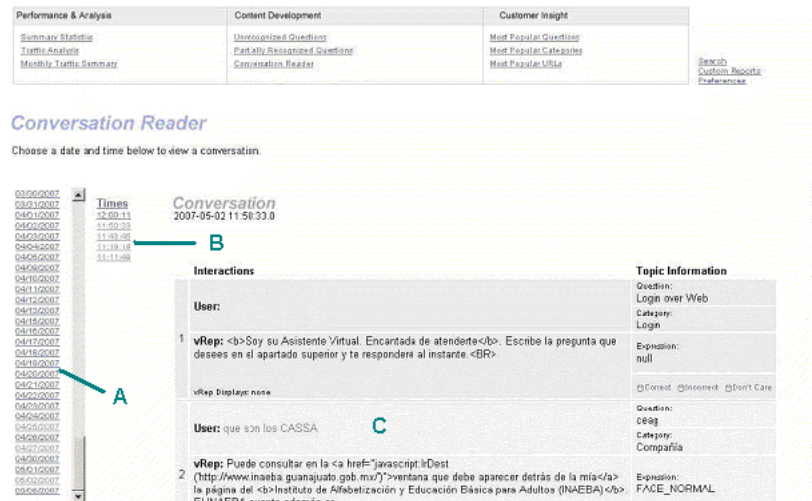 Performance & Analysis
Content Development
Customer Insight
Summary Statistics
Unrecognized Questions
Most Popular Questions
Traffic Analysis
Partially Recognized Questions
Most Popular Categories
Monthly Traffic Summary
Conversation Reader
Most Popular URLs
Search
Custom Reports
Preferences
Conversation Reader
Choose a date and time below to view a conversation.
03/30/2007
03/31/2007
04/01/2007
04/02/2007
04/03/2007
04/04/2007
04/05/2007
04/09/2007
04/10/2007
04/11/2007
04/12/2007
04/13/2007
04/15/2007
04/16/2007
04/17/2007
04/18/2007
04/19/2007
04/20/2007
04/21/2007
04/22/2007
04/23/2007
04/24/2007
04/25/2007
04/26/2007
04/27/2007
04/30/2007
05/01/2007
05/02/2007
Times
12:00:11
11:50:33
11:43:46
11:19:19
11:11:49
A
B
Conversation
2007-05-02 11:50:33.0
Interactions
Topic Information
User:
Question:
Login over Web
Category:
Login
1
vRep: <b>Soy su Asistente Virtual. Encantada de atenderte</b>. Escribe la pregunta que
desees en el apartado superior y te responderé al instante.<BR>
Expression:
null
vRep Displays: none
Correct Incorrect Don't Care
User: que son los CASSA
C
Question:
ceag
Category:
Compañía
2
vRep: Puede consultar en la <a href="javascript:IrDest
('http://www.inaeba.guanajuato.gob.mx/')">ventana que debe aparecer detrás de la mía</a>
la página del <b>Instituto de Alfabetización y Educación Básica para Adultos (INAEBA)</b>.
Expression:
FACE_NORMAL